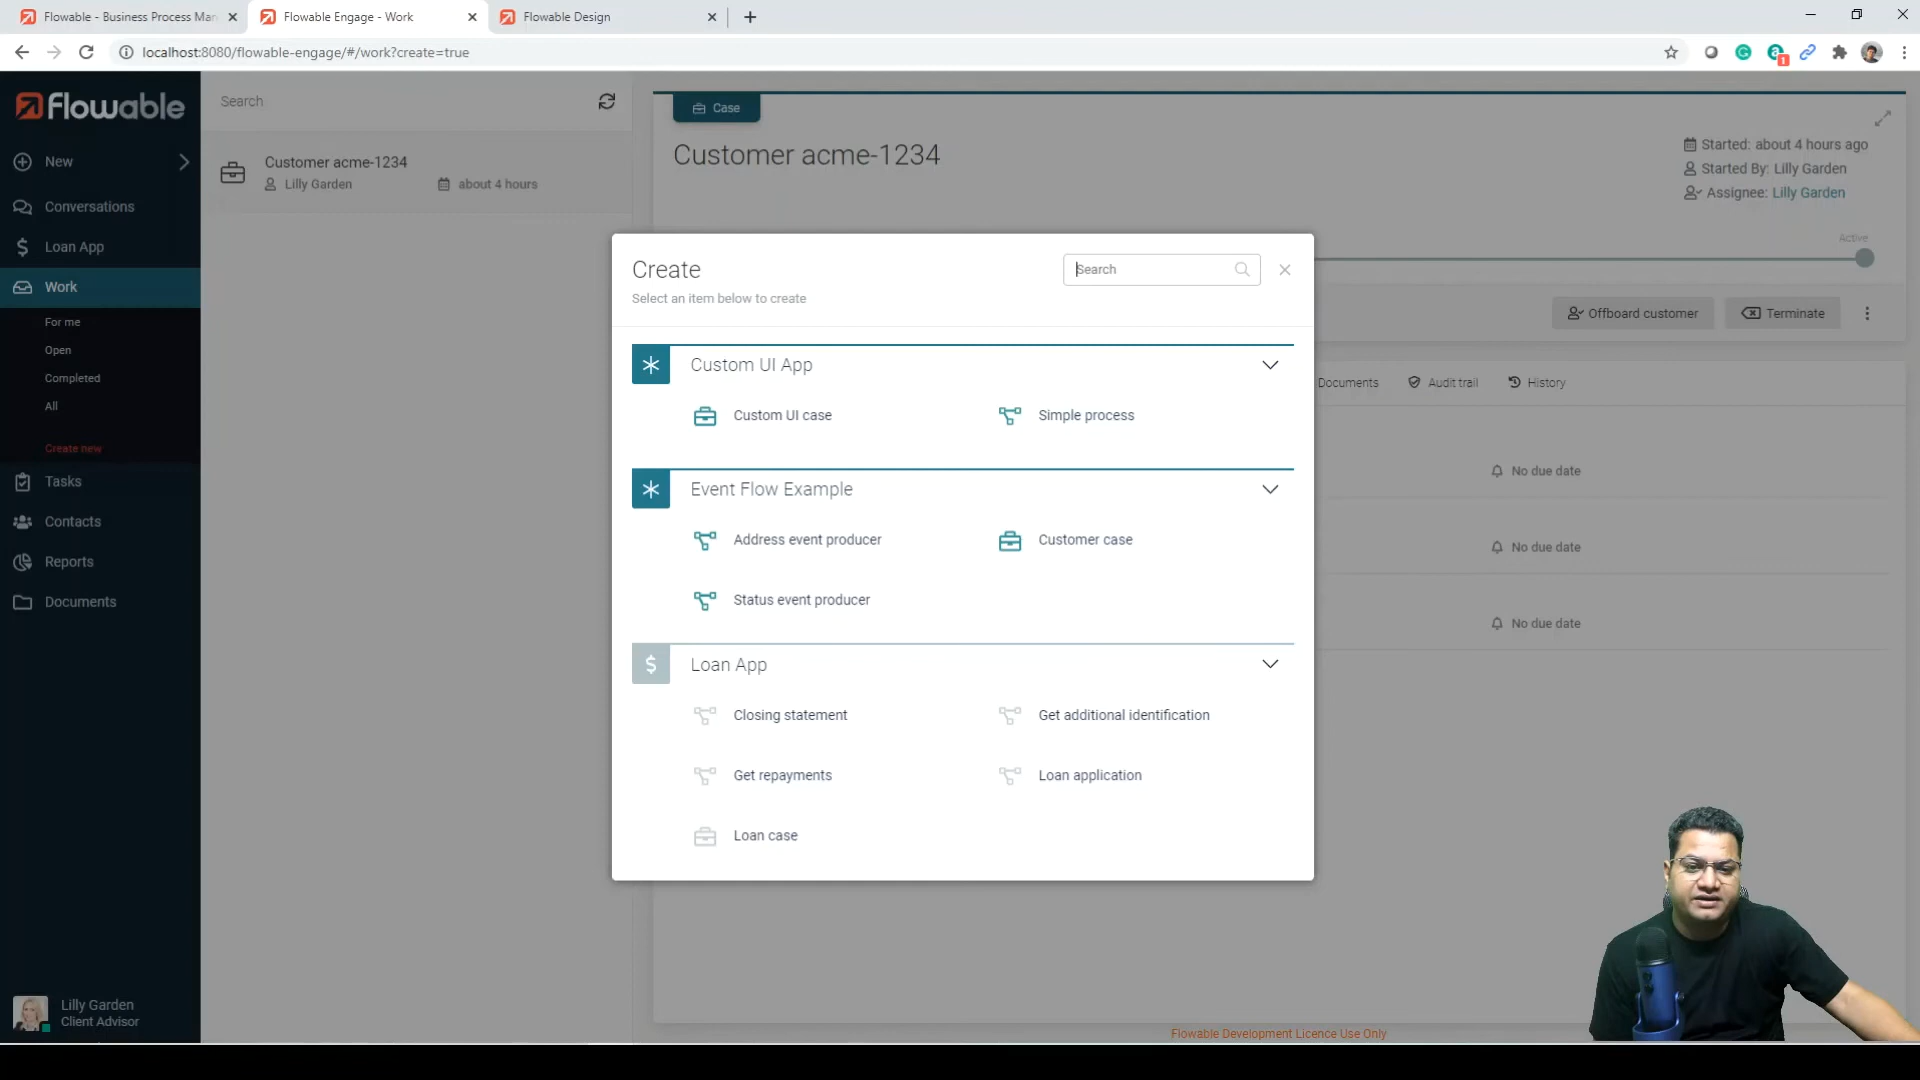 Flowable - Business Process Man
Flowable Engage - Work
Flowable Design
localhost:8080/flowable-engage/#/work?create=true
1
Flowable
New
Conversations
Loan App
Work
For me
Open
Completed
All
Create new
Tasks
Contacts
Reports
Documents
Lilly Garden
Client Advisor
Search
Customer acme-1234
Lilly Garden
about 4 hours
Case
Customer acme-1234
Started: about 4 hours ago
Started By: Lilly Garden
Assignee: Lilly Garden
Active
Offboard customer
Terminate
Documents
Audit trail
History
No due date
No due date
No due date
Create
Select an item below to create
Search
Custom UI App
Custom UI case
Simple process
Event Flow Example
Address event producer
Customer case
Status event producer
$
Loan App
Closing statement
Get additional identification
Get repayments
Loan application
Loan case
Flowable Development Licence Use Only